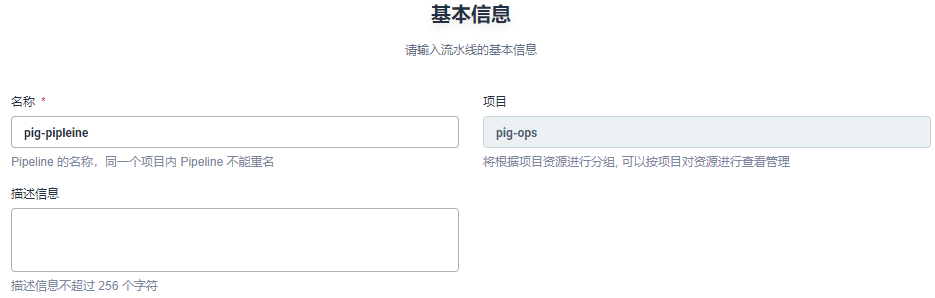 基本信息
请输入流水线的基本信息
名称 *
项目
pig-pipleine
pig-ops
Pipeline 的名称，同一个项目内 Pipeline 不能重名
将根据项目资源进行分组, 可以按项目对资源进行查看管理
描述信息
描述信息不超过 256 个字符